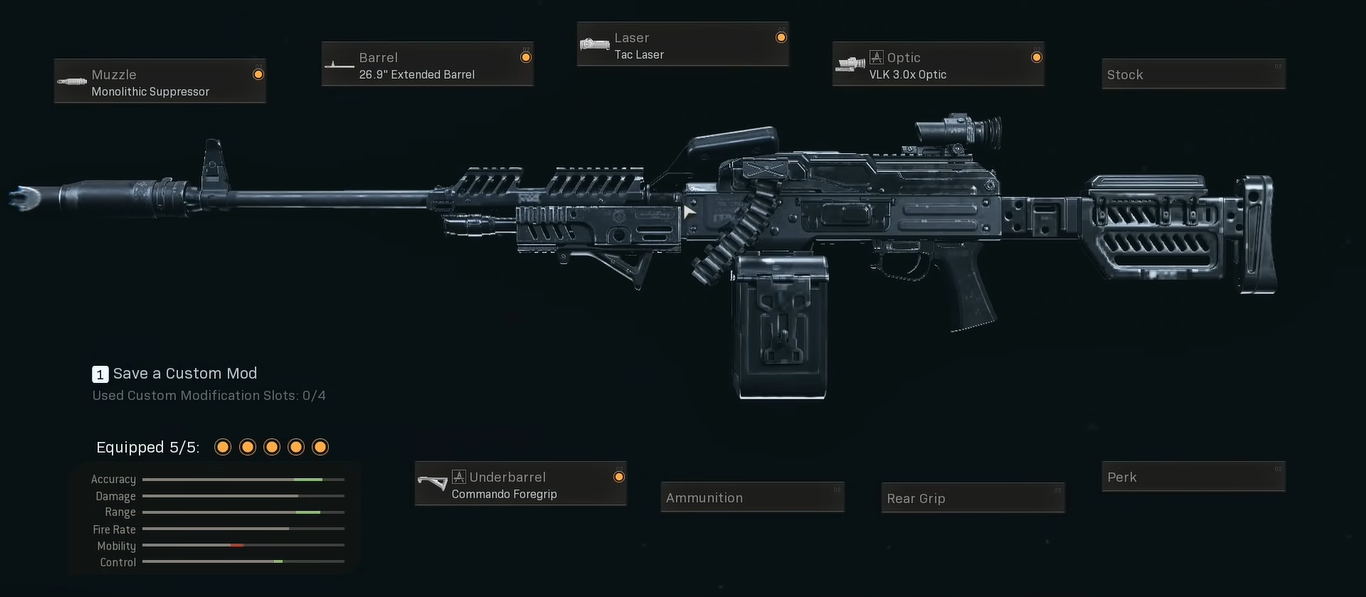 Laser
Tac Laser
Barrel
26.9" Extended Barrel
Optic
VLK 3.0x Optic
Muzzle
Monolithic Suppressor
Stock
1 Save a Custom Mod
Used Custom Modification Slots: 0/4
Equipped 5/5:
Accuracy
Damage
Range
Fire Rate
Mobility
Control
Underbarrel
Commando Foregrip
Ammunition
Rear Grip
Perk